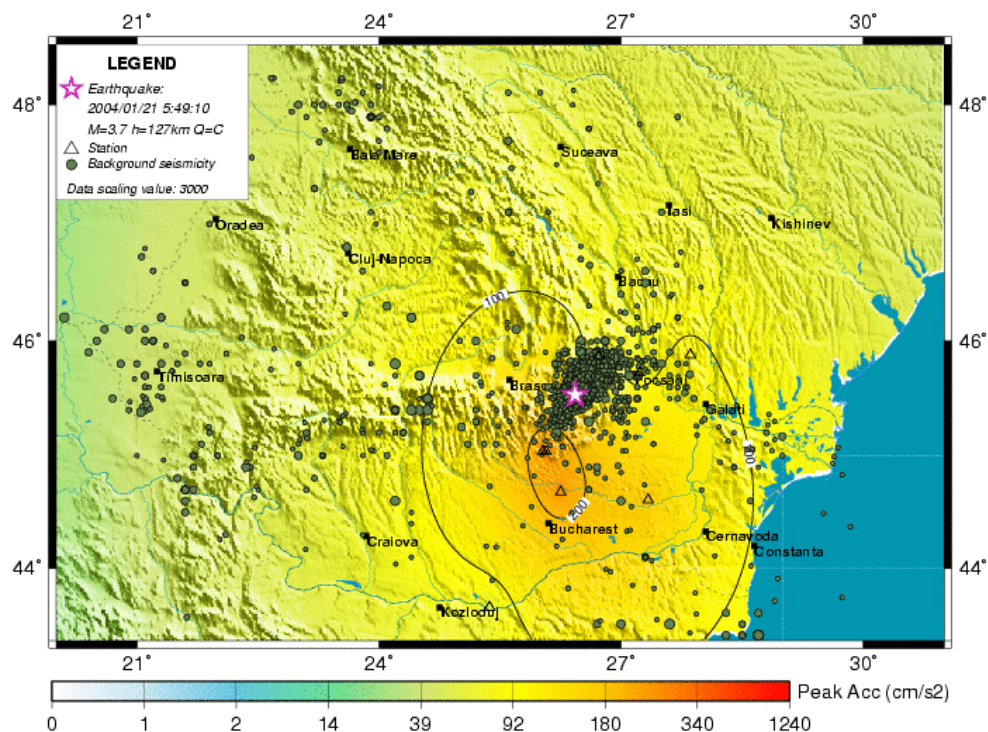 21° 24° 27° 30°
LEGEND
Earthquake:
2004/01/21 5:49:10
M=3.7 h=127km Q=C
Station
Background seismicity
Data scaling value: 3000
48° 48°
Baia Mare
Suceava
Oradea
Iasi
Kishinev
Cluj-Napoca
Bacau
100
46° 46°
Timisoara
Brasov
Focsani
Galati
100
200
Bucharest
Craiova
Cernavoda
Constanta
44° 44°
Kozloduj
21° 24° 27° 30°
Peak Acc (cm/s2)
0 1 2 14 39 92 180 340 1240